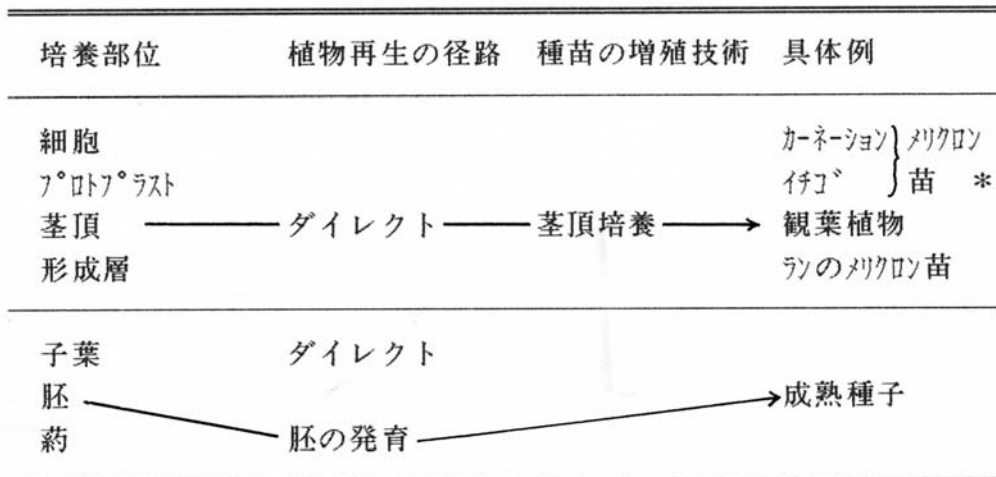 培養部位 植物再生の径路 種苗の増殖技術 具体例
細胞 カーネーション}メリクロン
プロトプラスト イチゴ}苗 *
茎頂 ダイレクト 茎頂培養 観葉植物
形成層 ランのメリクロン苗
子葉 ダイレクト
胚 成熟種子
葯 胚の発育